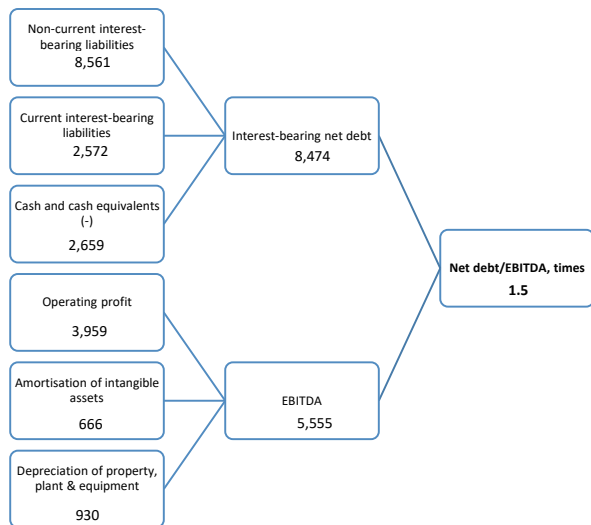 Non-current interest-
bearing liabilities
8,561
Current interest-bearing
liabilities
2,572
Cash and cash equivalents
(-)
2,659
Interest-bearing net debt
8,474
Operating profit
3,959
Amortisation of intangible
assets
666
Depreciation of property,
plant & equipment
930
EBITDA
5,555
Net debt/EBITDA, times
1.5